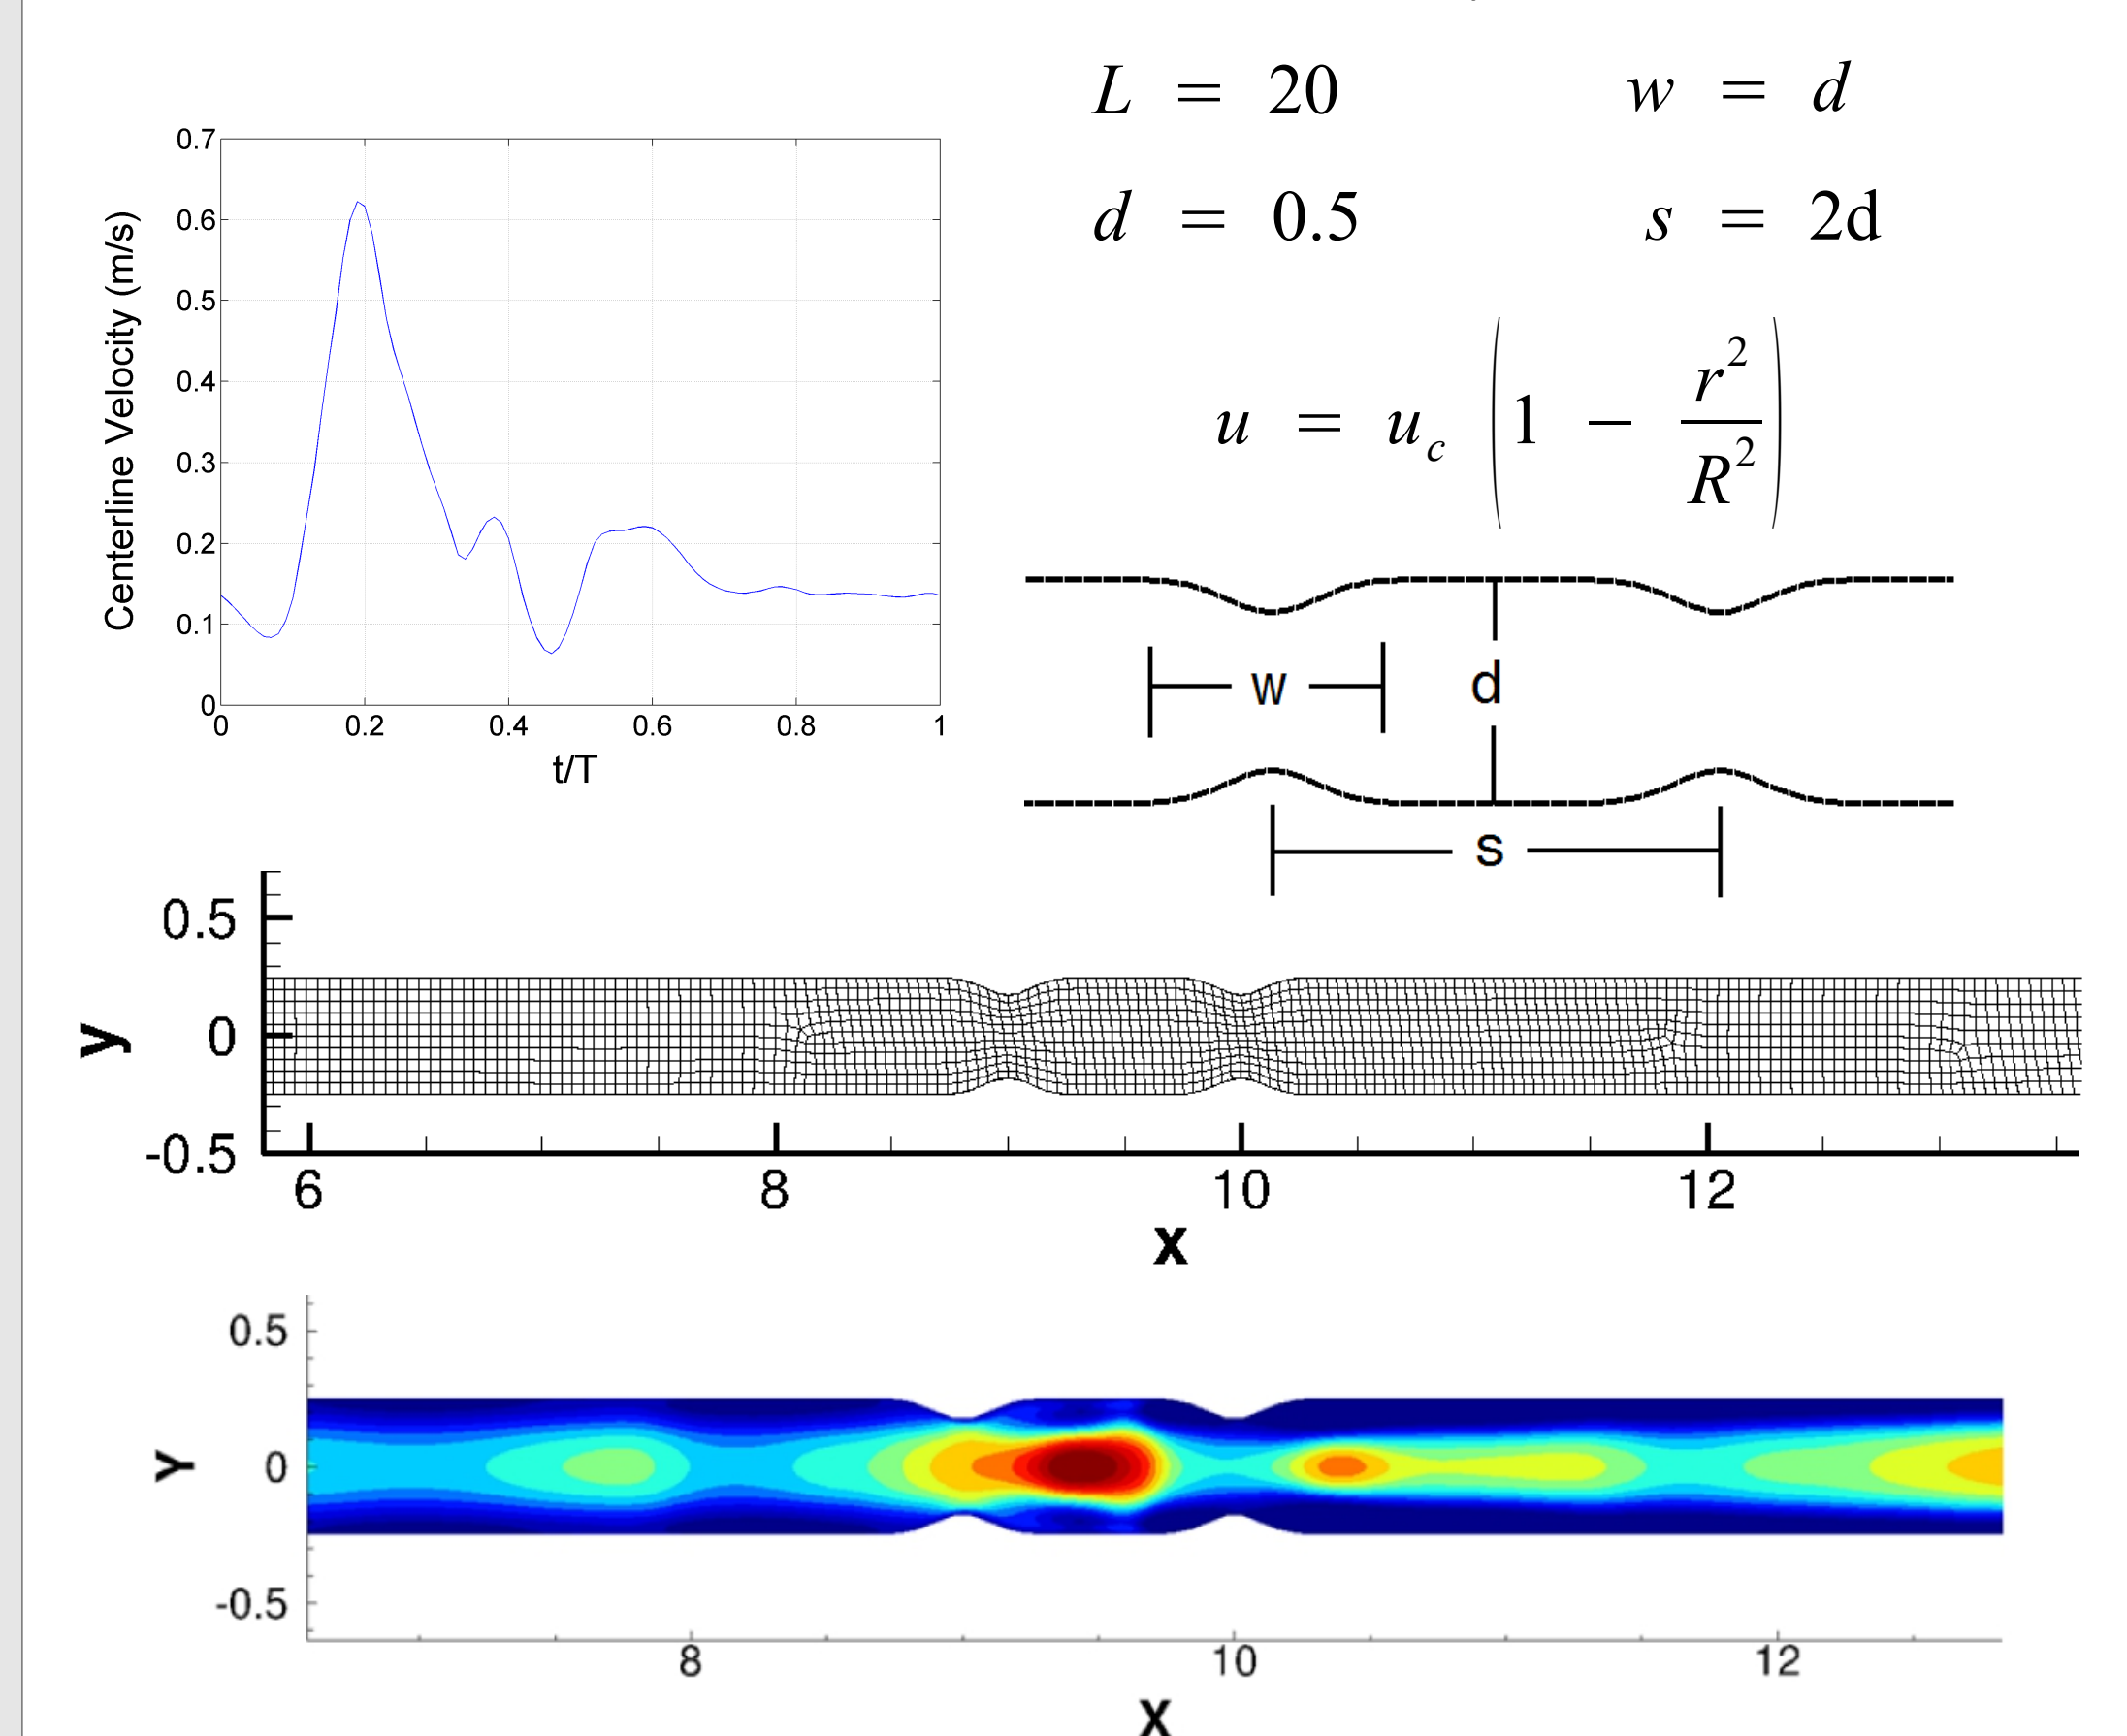 L = 20
w = d
d = 0.5
s = 2d
u = u_c (1 - r^2/R^2)
Centerline Velocity (m/s)
0.7
0.6
0.5
0.4
0.3
0.2
0.1
0
0 0.2 0.4 0.6 0.8 1
t/T
w
d
s
y
0.5
0
-0.5
6 8 10 12
x
Y
0.5
0
-0.5
8 10 12
X